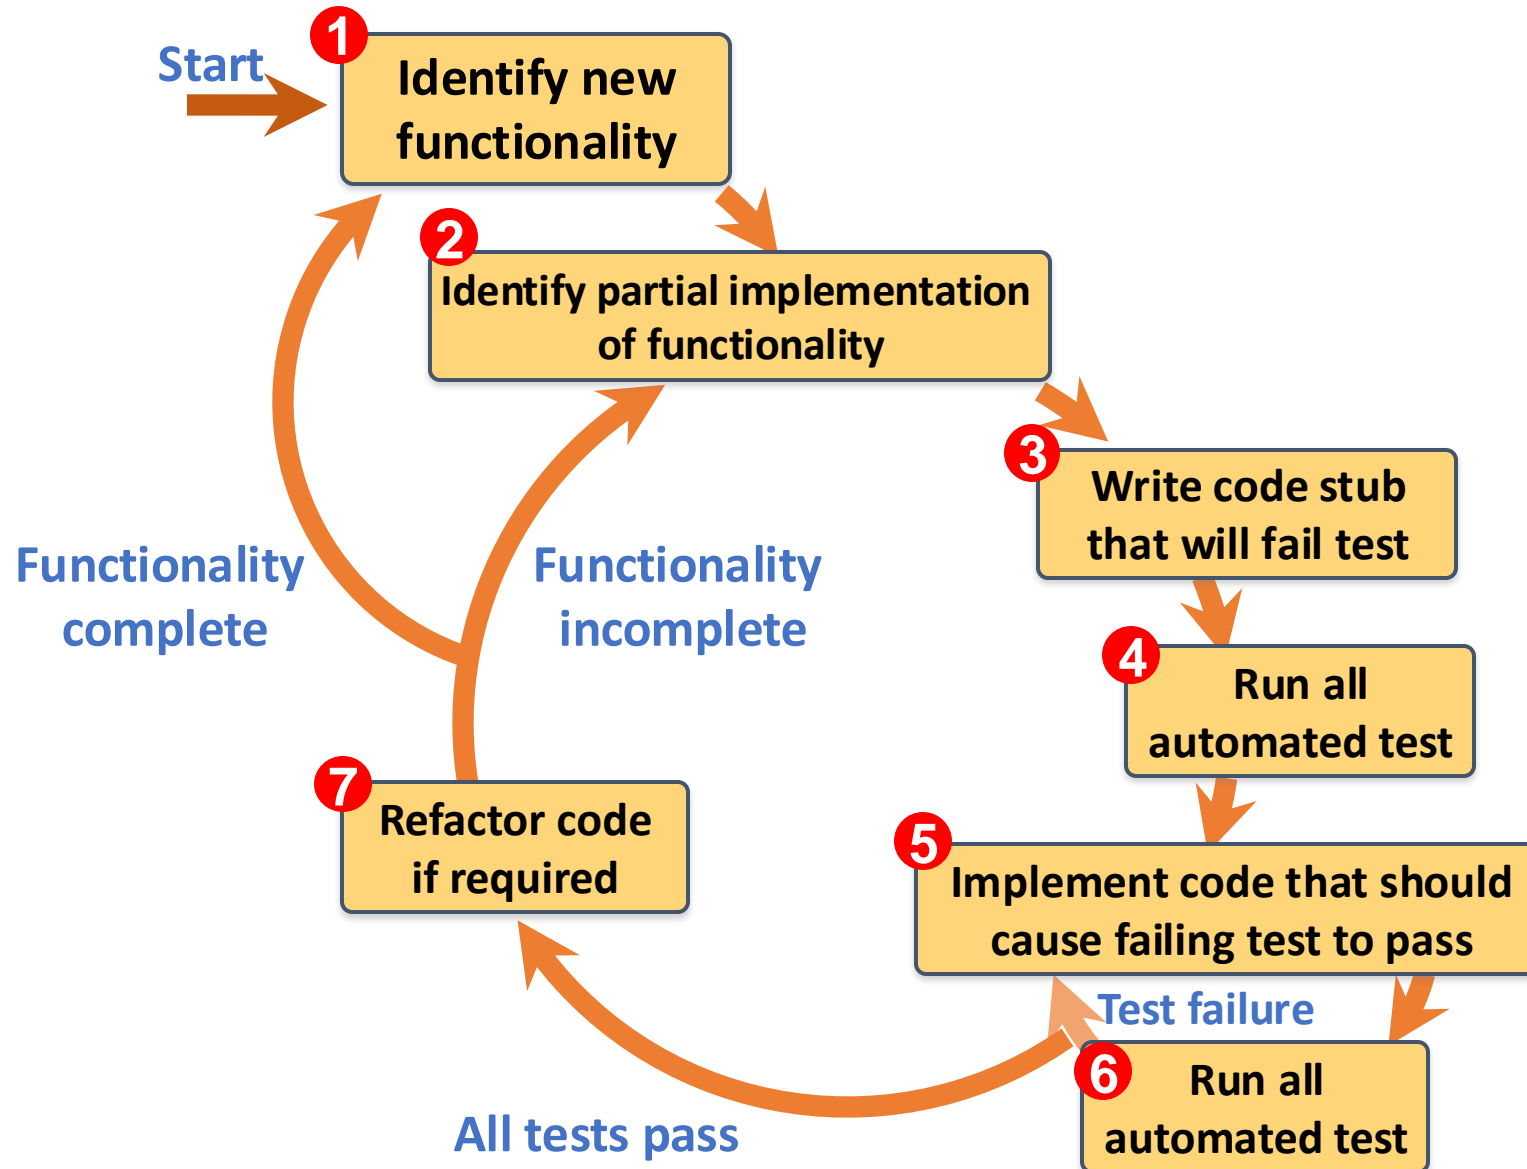 Start
1
Identify new
functionality
2
Identify partial implementation
of functionality
3
Write code stub
that will fail test
Functionality
complete
Functionality
incomplete
4
Run all
automated test
7
Refactor code
if required
5
Implement code that should
cause failing test to pass
Test failure
6
Run all
automated test
All tests pass